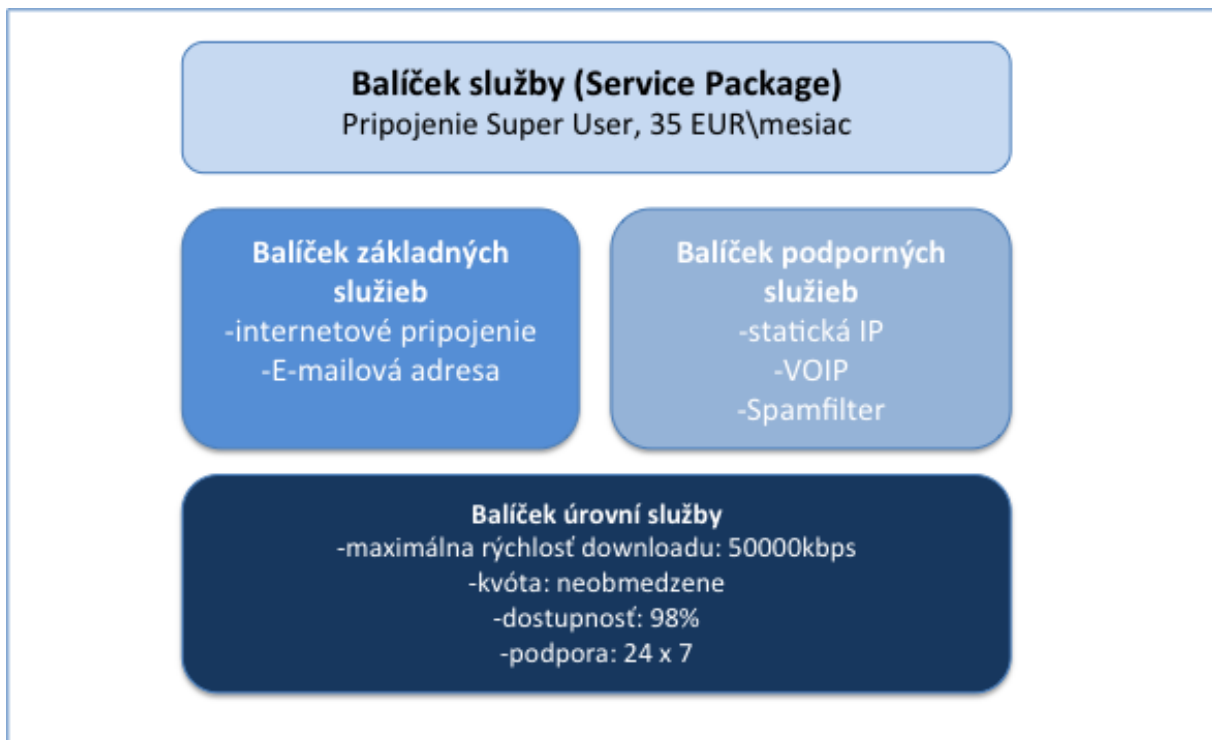 Balíček služby (Service Package)
Pripojenie Super User, 35 EUR\mesiac
Balíček základných
služieb
-internetové pripojenie
-E-mailová adresa
Balíček podporných
služieb
-statická IP
-VOIP
-Spamfilter
Balíček úrovní služby
-maximálna rýchlosť downloadu: 50000kbps
-kvóta: neobmedzene
-dostupnosť: 98%
-podpora: 24 x 7